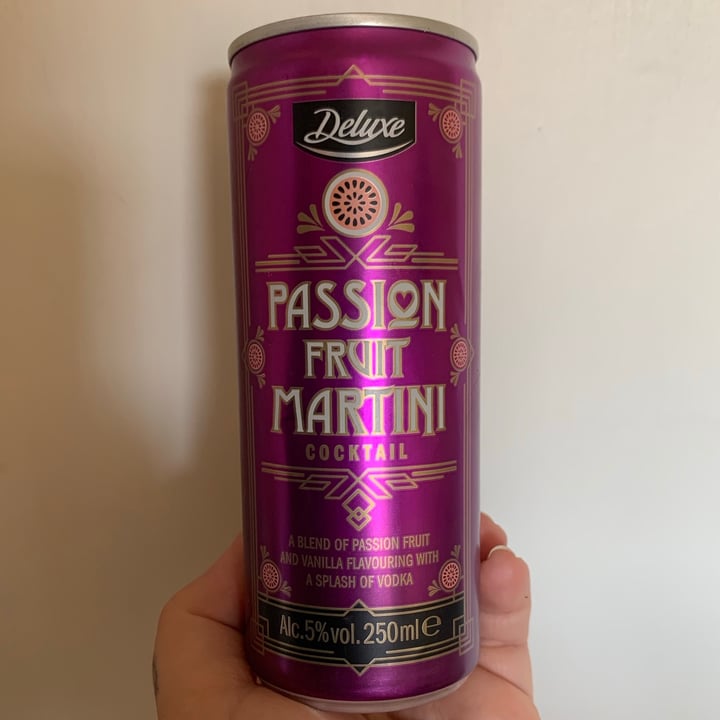 Deluxe
PASSION
FRUIT
MARTINI
COCKTAIL
A BLEND OF PASSION FRUIT
AND VANILLA FLAVOURING WITH
A SPLASH OF VODKA
Alc.5%vol. 250ml ℮